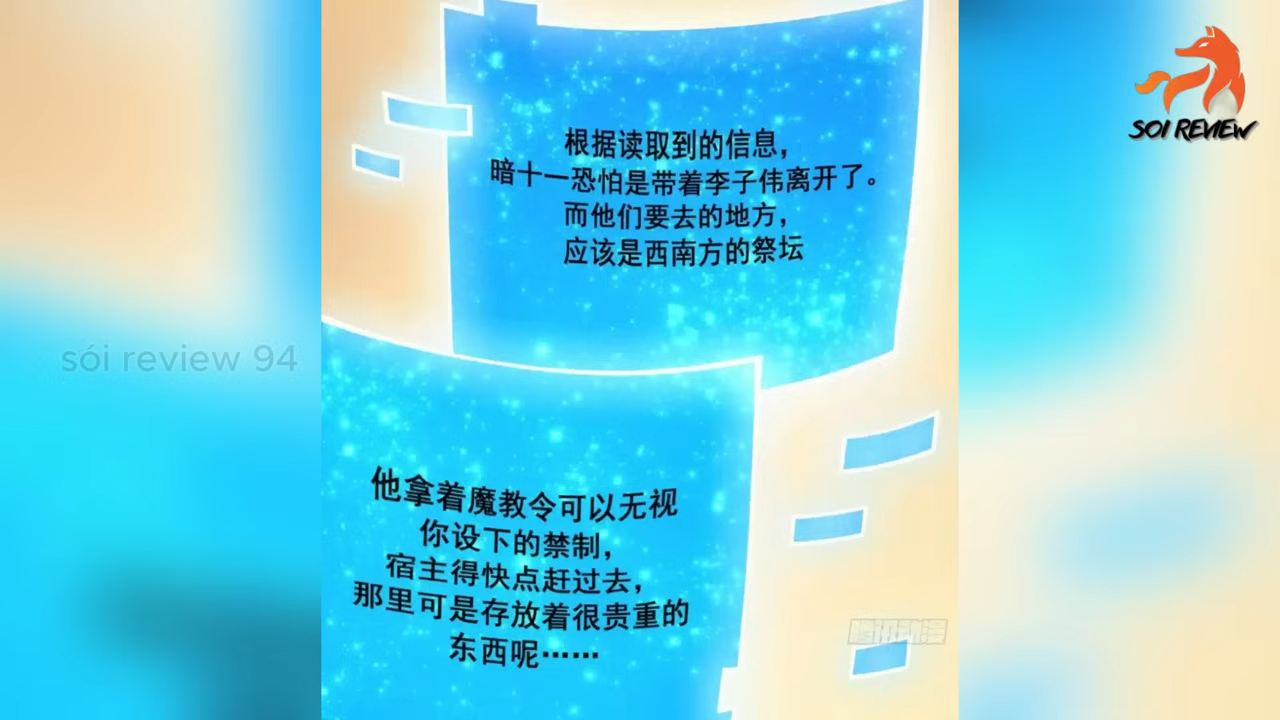 SOI REVIEW
根据读取到的信息，
暗十一恐怕是带着李子伟离开了。
而他们要去的地方，
应该是西南方的祭坛
sói review 94
他拿着魔教令可以无视
你设下的禁制，
宿主得快点赶过去，
那里可是存放着很贵重的
东西呢……
腾讯动漫